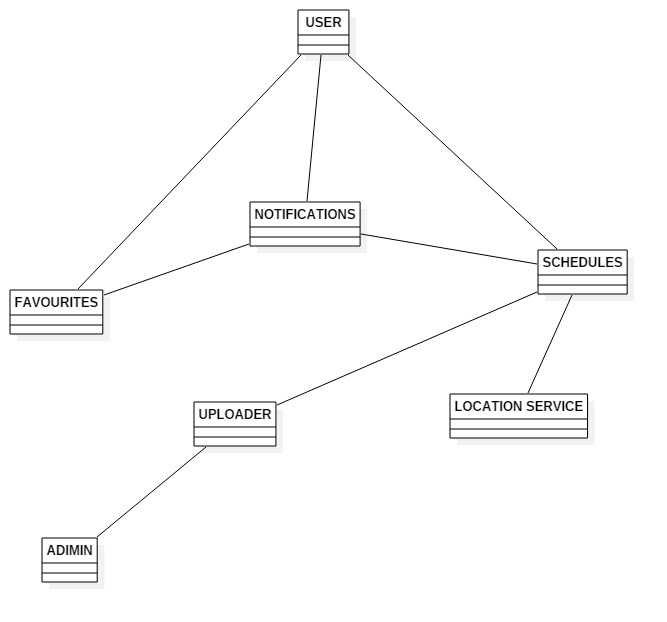 USER
NOTIFICATIONS
SCHEDULES
FAVOURITES
LOCATION SERVICE
UPLOADER
ADIMIN